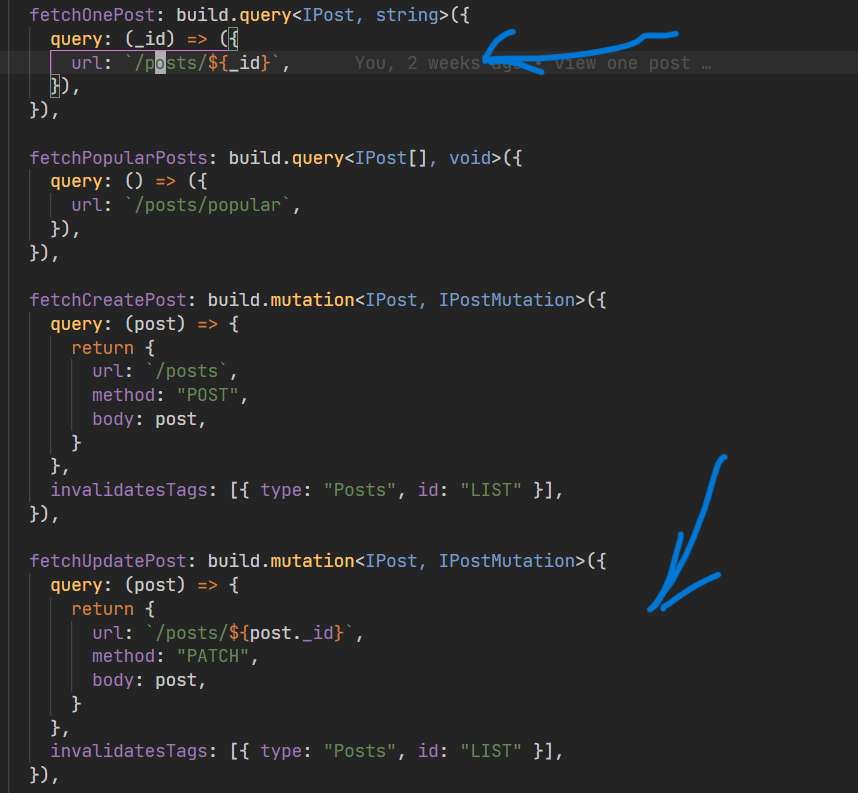 fetchOnePost: build.query<IPost, string>({
query: (_id) => ({
url: `/posts/${_id}`, You, 2 weeks ago • view one post …
}),
}),
fetchPopularPosts: build.query<IPost[], void>({
query: () => ({
url: `/posts/popular`,
}),
}),
fetchCreatePost: build.mutation<IPost, IPostMutation>({
query: (post) => {
return {
url: `/posts`,
method: "POST",
body: post,
}
},
invalidatesTags: [{ type: "Posts", id: "LIST" }],
}),
fetchUpdatePost: build.mutation<IPost, IPostMutation>({
query: (post) => {
return {
url: `/posts/${post._id}`,
method: "PATCH",
body: post,
}
},
invalidatesTags: [{ type: "Posts", id: "LIST" }],
}),